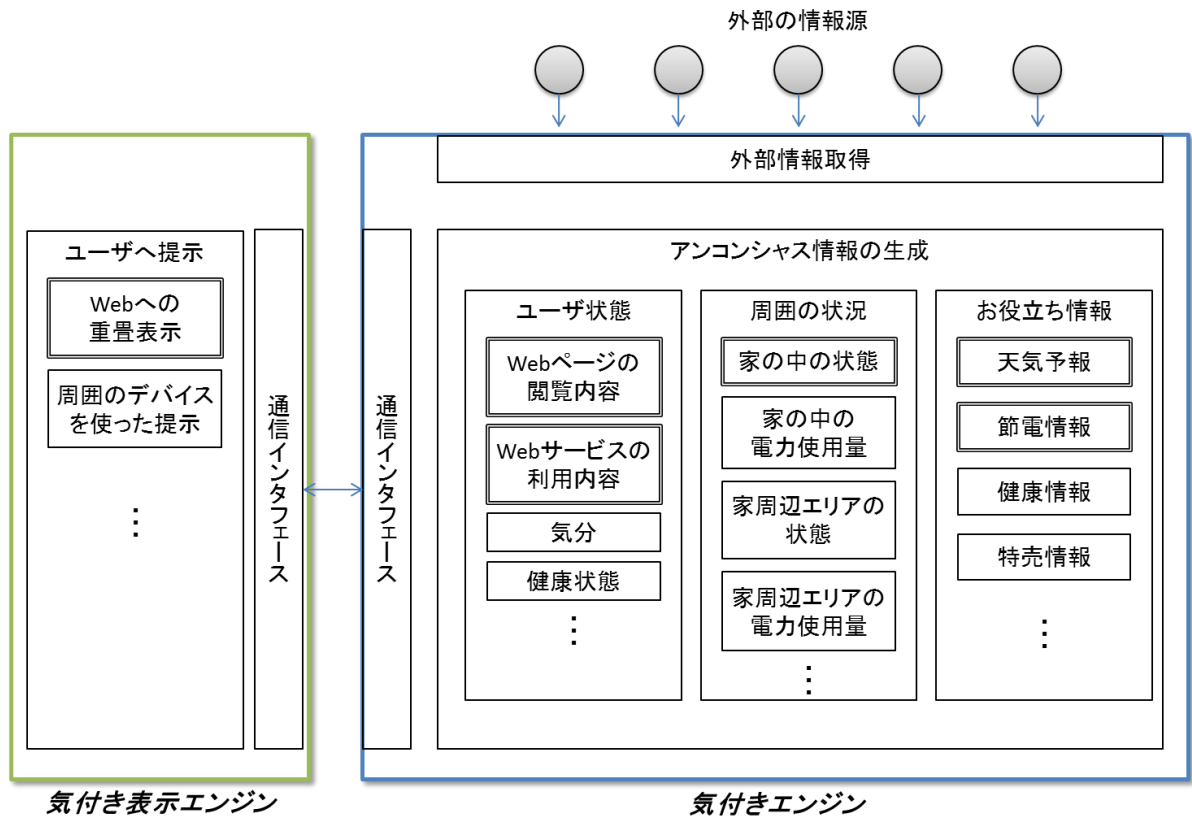 外部の情報源
外部情報取得
ユーザへ提示
Webへの
重畳表示
周囲のデバイス
を使った提示
⋮
通信インタフェース
通信インタフェース
アンコンシャス情報の生成
ユーザ状態
Webページの
閲覧内容
Webサービスの
利用内容
気分
健康状態
⋮
周囲の状況
家の中の状態
家の中の
電力使用量
家周辺エリアの
状態
家周辺エリアの
電力使用量
⋮
お役立ち情報
天気予報
節電情報
健康情報
特売情報
⋮
気付き表示エンジン
気付きエンジン